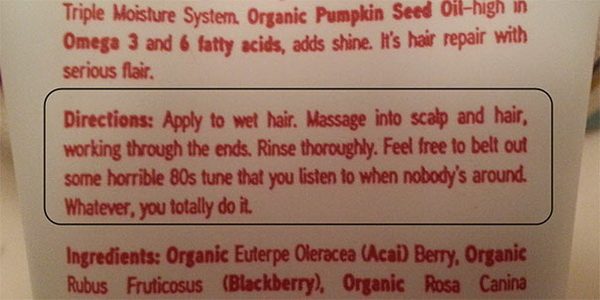 Triple Moisture System. Organic Pumpkin Seed Oil–high in
Omega 3 and 6 fatty acids, adds shine. It's hair repair with
serious flair.
Directions: Apply to wet hair. Massage into scalp and hair,
working through the ends. Rinse thoroughly. Feel free to belt out
some horrible 80s tune that you listen to when nobody's around.
Whatever, you totally do it.
Ingredients: Organic Euterpe Oleracea (Acai) Berry, Organic
Rubus Fruticosus (Blackberry), Organic Rosa Canina